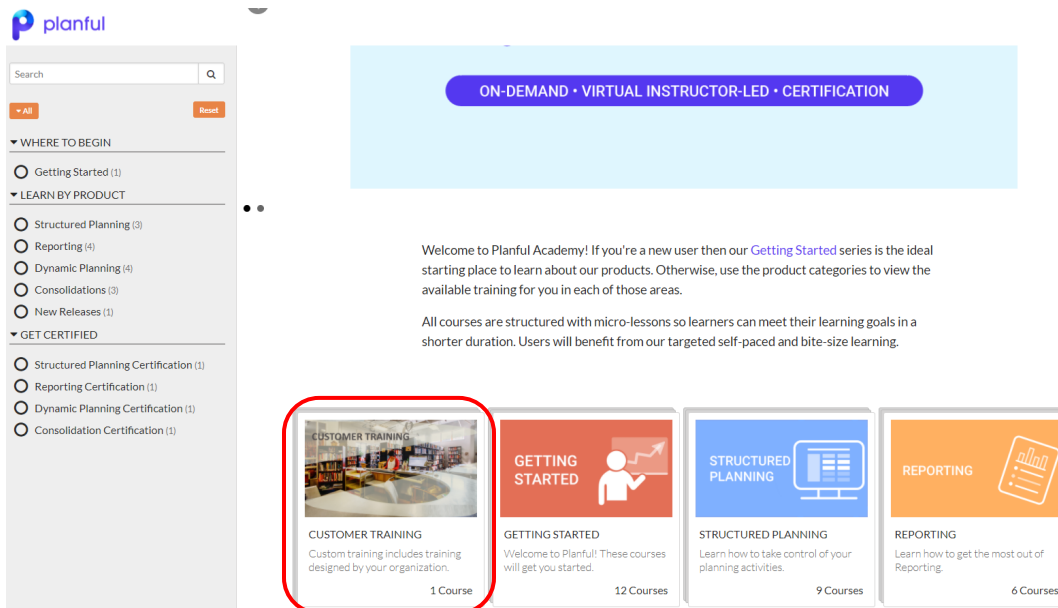 planful
Search
All
Reset
WHERE TO BEGIN
Getting Started (1)
LEARN BY PRODUCT
Structured Planning (3)
Reporting (4)
Dynamic Planning (4)
Consolidations (3)
New Releases (1)
GET CERTIFIED
Structured Planning Certification (1)
Reporting Certification (1)
Dynamic Planning Certification (1)
Consolidation Certification (1)
ON-DEMAND • VIRTUAL INSTRUCTOR-LED • CERTIFICATION
Welcome to Planful Academy! If you're a new user then our Getting Started series is the ideal
starting place to learn about our products. Otherwise, use the product categories to view the
available training for you in each of those areas.
All courses are structured with micro-lessons so learners can meet their learning goals in a
shorter duration. Users will benefit from our targeted self-paced and bite-size learning.
CUSTOMER TRAINING
CUSTOMER TRAINING
Custom training includes training
designed by your organization.
1 Course
GETTING
STARTED
GETTING STARTED
Welcome to Planful! These courses
will get you started.
12 Courses
STRUCTURED
PLANNING
STRUCTURED PLANNING
Learn how to take control of your
planning activities.
9 Courses
REPORTING
REPORTING
Learn how to get the most out of
Reporting.
6 Courses